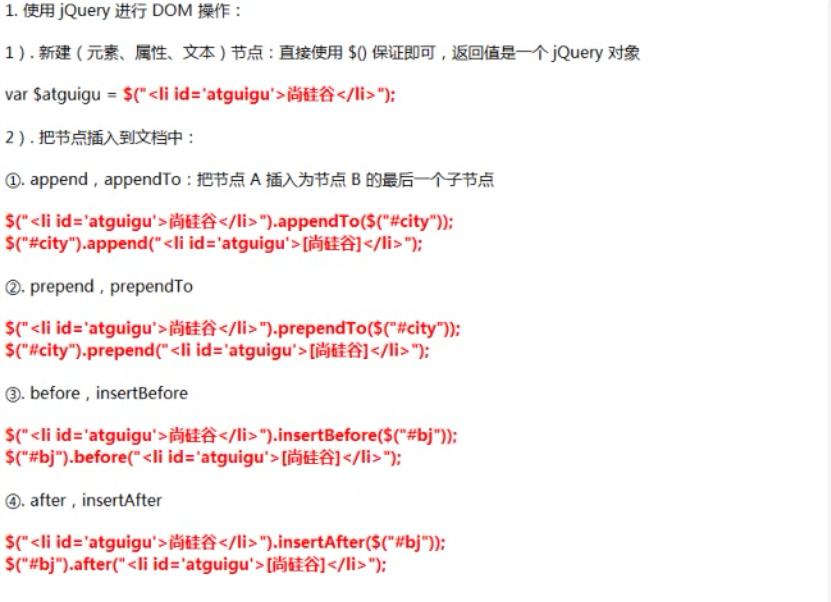 1. 使用 jQuery 进行 DOM 操作：
1）. 新建（元素、属性、文本）节点：直接使用 $() 保证即可，返回值是一个 jQuery 对象
var $atguigu = $("<li id='atguigu'>尚硅谷</li>");
2）. 把节点插入到文档中：
①. append，appendTo：把节点 A 插入为节点 B 的最后一个子节点
$("<li id='atguigu'>尚硅谷</li>").appendTo($("#city"));
$("#city").append("<li id='atguigu'>[尚硅谷]</li>");
②. prepend，prependTo
$("<li id='atguigu'>尚硅谷</li>").prependTo($("#city"));
$("#city").prepend("<li id='atguigu'>[尚硅谷]</li>");
③. before，insertBefore
$("<li id='atguigu'>尚硅谷</li>").insertBefore($("#bj"));
$("#bj").before("<li id='atguigu'>[尚硅谷]</li>");
④. after，insertAfter
$("<li id='atguigu'>尚硅谷</li>").insertAfter($("#bj"));
$("#bj").after("<li id='atguigu'>[尚硅谷]</li>");